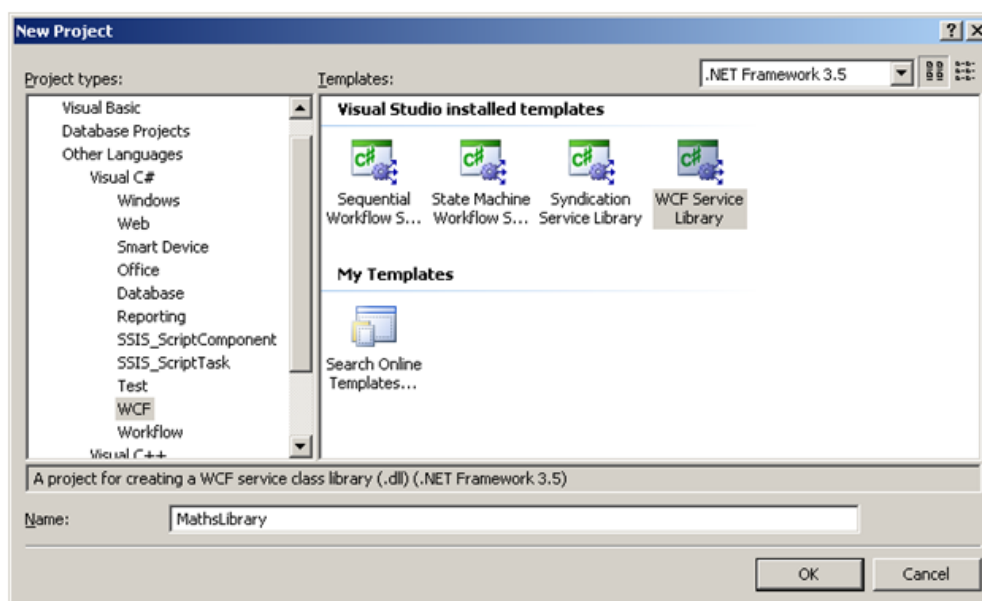 New Project
Project types:
Templates:
.NET Framework 3.5
Visual Basic
Database Projects
Other Languages
Visual C#
Windows
Web
Smart Device
Office
Database
Reporting
SSIS_ScriptComponent
SSIS_ScriptTask
Test
WCF
Workflow
Visual C++
Visual Studio installed templates
Sequential
Workflow S...
State Machine
Workflow S...
Syndication
Service Library
WCF Service
Library
My Templates
Search Online
Templates...
A project for creating a WCF service class library (.dll) (.NET Framework 3.5)
Name:
MathsLibrary
OK
Cancel